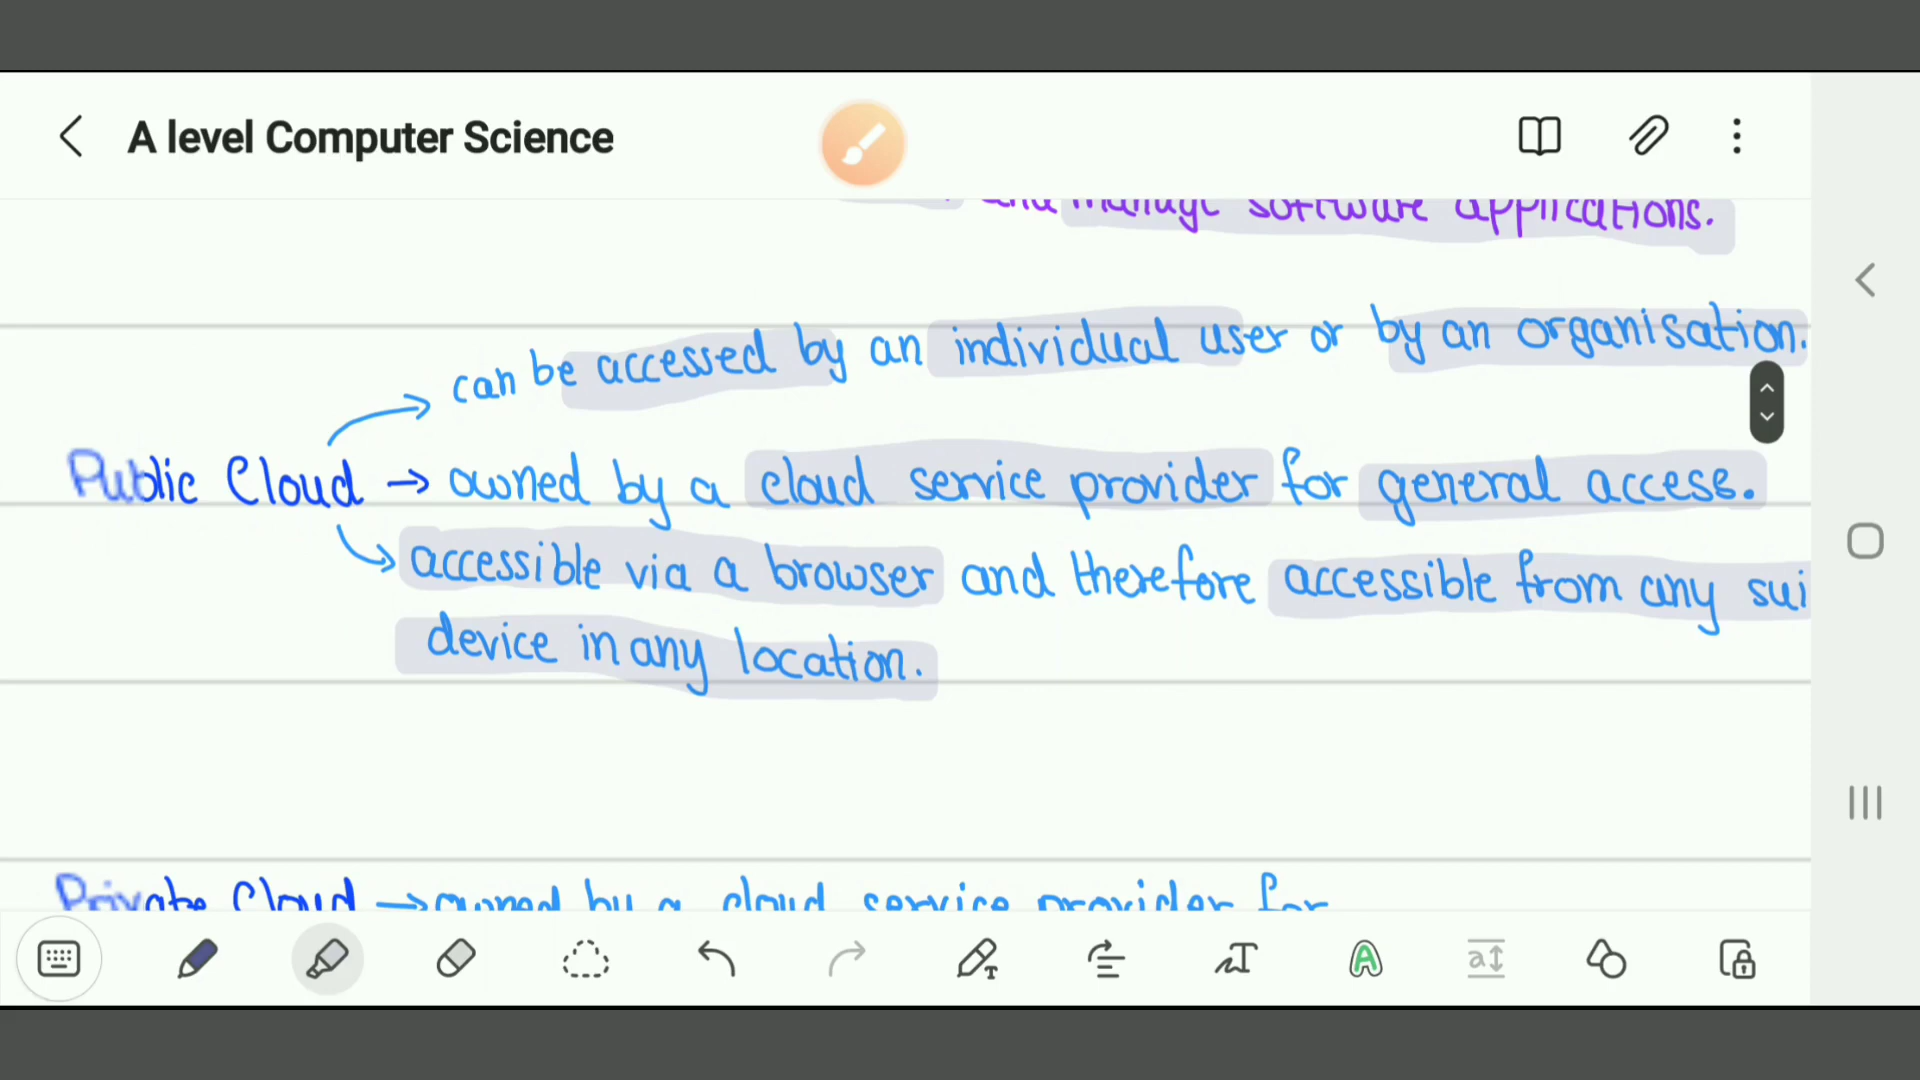 A level Computer Science
and manage software applications.
can be accessed by an individual user or by an organisation.
Public Cloud → owned by a cloud service provider for general access.
accessible via a browser and therefore accessible from any sui
device in any location.
Private Cloud → owned by a cloud service provider for